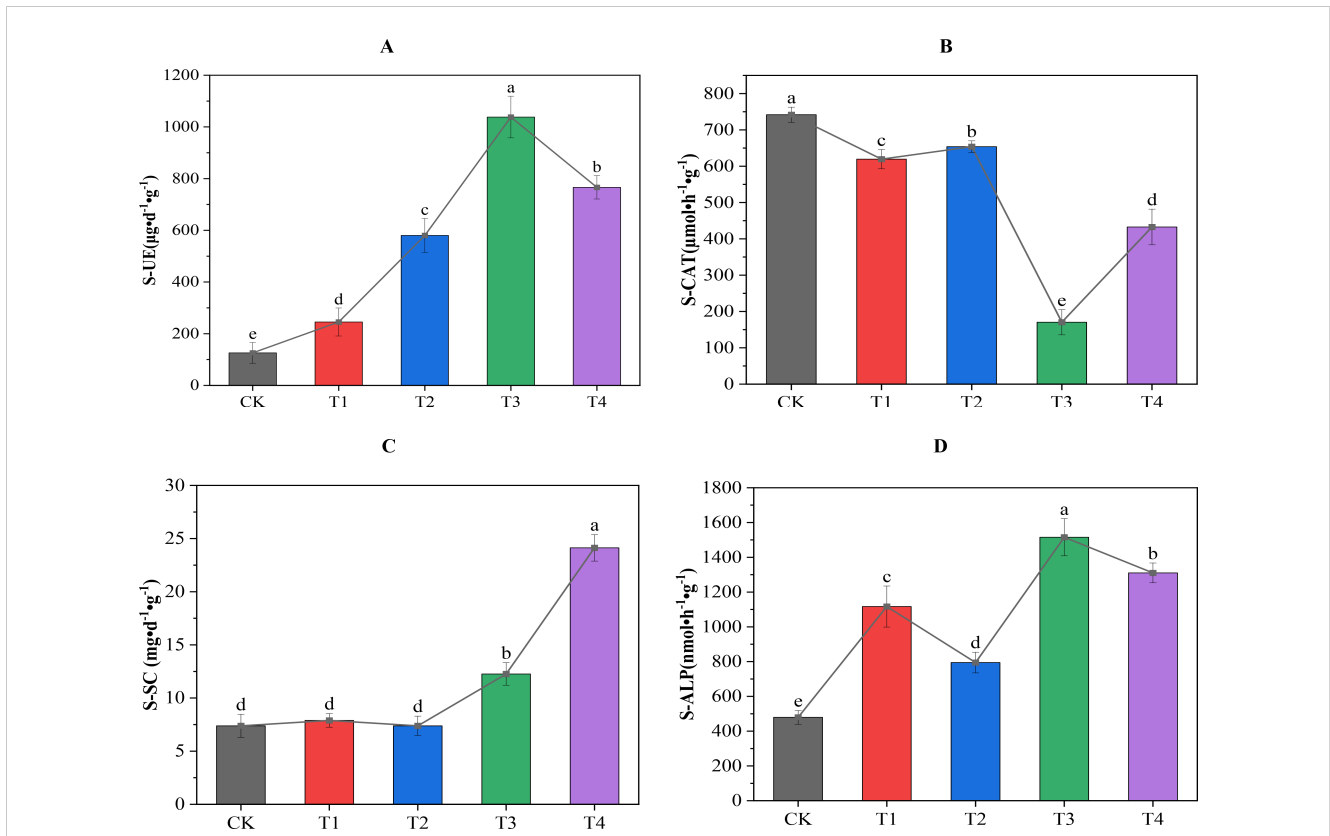 A
S-UE(μg•d⁻¹•g⁻¹)
1200
1000
800
600
400
200
0
e
d
c
a
b
CK T1 T2 T3 T4
B
S-CAT(μmol•h⁻¹•g⁻¹)
800
700
600
500
400
300
200
100
0
a
c
b
e
d
CK T1 T2 T3 T4
C
S-SC (mg•d⁻¹•g⁻¹)
30
25
20
15
10
5
0
d
d
d
b
a
CK T1 T2 T3 T4
D
S-ALP(nmol•h⁻¹•g⁻¹)
1800
1600
1400
1200
1000
800
600
400
200
0
e
c
d
a
b
CK T1 T2 T3 T4